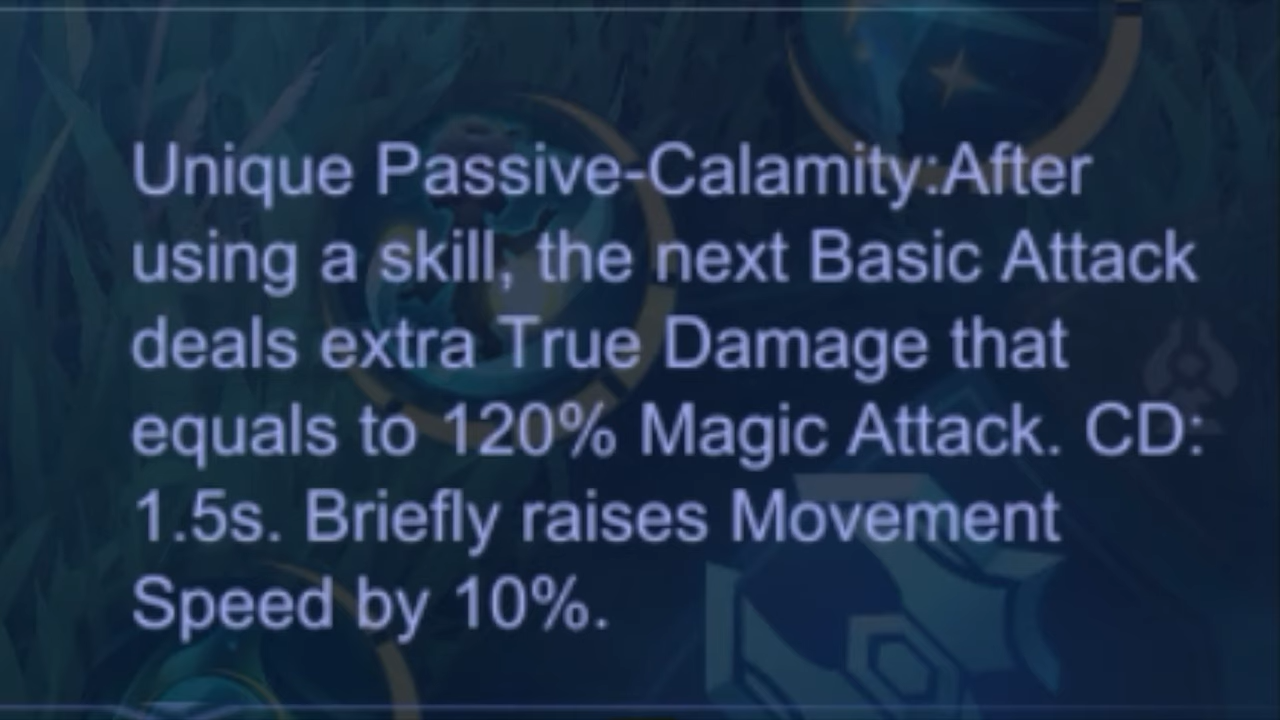 Unique Passive-Calamity:After
using a skill, the next Basic Attack
deals extra True Damage that
equals to 120% Magic Attack. CD:
1.5s. Briefly raises Movement
Speed by 10%.